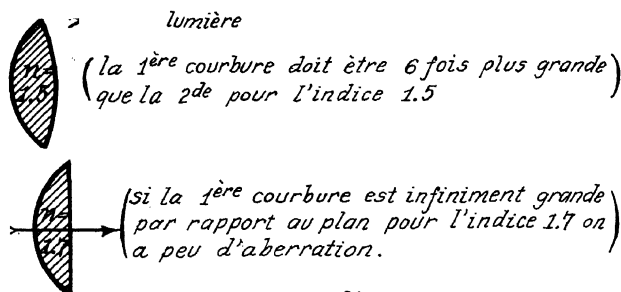 lumière
n=
1.5
(la 1ère courbure doit ètre 6 fois plus grande
que la 2de pour l'indice 1.5)
n=
1.7
(si la 1ère courbure est infiniment grande
par rapport au plan pour l'indice 1.7 on
a peu d'aberration.)